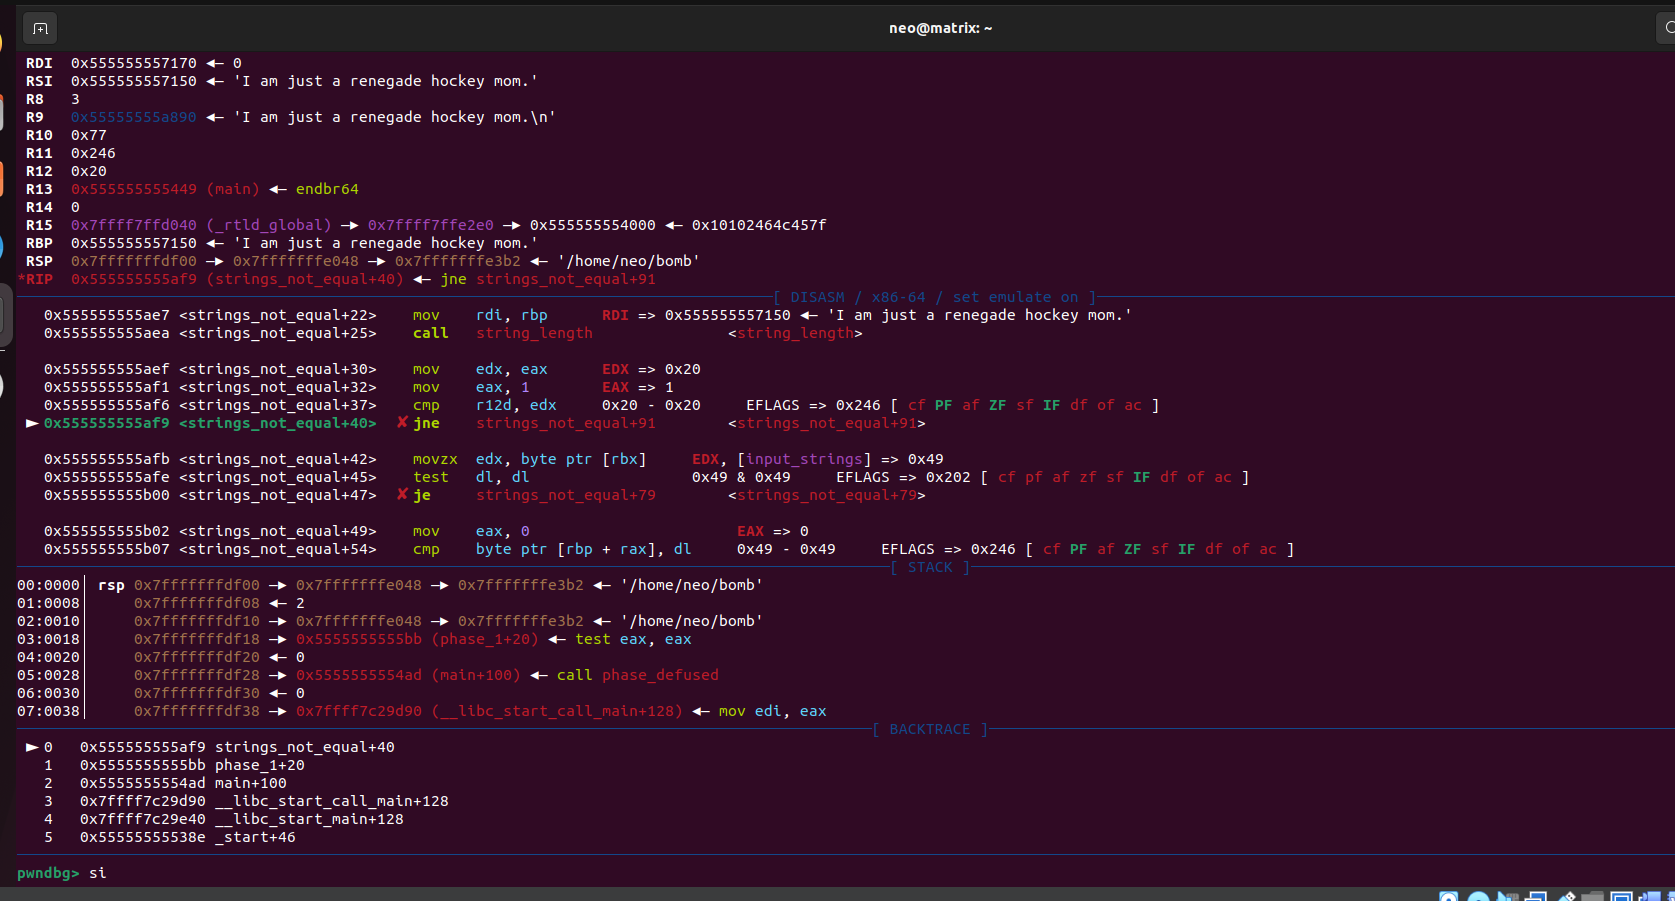 neo@matrix: ~
RDI 0x555555557170 ◂— 0
RSI 0x555555557150 ◂— 'I am just a renegade hockey mom.'
R8 3
R9 0x55555555a890 ◂— 'I am just a renegade hockey mom.\n'
R10 0x77
R11 0x246
R12 0x20
R13 0x555555555449 (main) ◂— endbr64
R14 0
R15 0x7ffff7ffd040 (_rtld_global) —▸ 0x7ffff7ffe2e0 —▸ 0x555555554000 ◂— 0x10102464c457f
RBP 0x555555557150 ◂— 'I am just a renegade hockey mom.'
RSP 0x7fffffffdf00 —▸ 0x7fffffffe048 —▸ 0x7fffffffe3b2 ◂— '/home/neo/bomb'
*RIP 0x555555555af9 (strings_not_equal+40) ◂— jne strings_not_equal+91
[ DISASM / x86-64 / set emulate on ]
0x555555555ae7 <strings_not_equal+22> mov rdi, rbp RDI => 0x555555557150 ◂— 'I am just a renegade hockey mom.'
0x555555555aea <strings_not_equal+25> call string_length <string_length>
0x555555555aef <strings_not_equal+30> mov edx, eax EDX => 0x20
0x555555555af1 <strings_not_equal+32> mov eax, 1 EAX => 1
0x555555555af6 <strings_not_equal+37> cmp r12d, edx 0x20 - 0x20 EFLAGS => 0x246 [ cf PF af ZF sf IF df of ac ]
► 0x555555555af9 <strings_not_equal+40> ✘ jne strings_not_equal+91 <strings_not_equal+91>
0x555555555afb <strings_not_equal+42> movzx edx, byte ptr [rbx] EDX, [input_strings] => 0x49
0x555555555afe <strings_not_equal+45> test dl, dl 0x49 & 0x49 EFLAGS => 0x202 [ cf pf af zf sf IF df of ac ]
0x555555555b00 <strings_not_equal+47> ✘ je strings_not_equal+79 <strings_not_equal+79>
0x555555555b02 <strings_not_equal+49> mov eax, 0 EAX => 0
0x555555555b07 <strings_not_equal+54> cmp byte ptr [rbp + rax], dl 0x49 - 0x49 EFLAGS => 0x246 [ cf PF af ZF sf IF df of ac ]
[ STACK ]
00:0000│ rsp 0x7fffffffdf00 —▸ 0x7fffffffe048 —▸ 0x7fffffffe3b2 ◂— '/home/neo/bomb'
01:0008│ 0x7fffffffdf08 ◂— 2
02:0010│ 0x7fffffffdf10 —▸ 0x7fffffffe048 —▸ 0x7fffffffe3b2 ◂— '/home/neo/bomb'
03:0018│ 0x7fffffffdf18 —▸ 0x5555555555bb (phase_1+20) ◂— test eax, eax
04:0020│ 0x7fffffffdf20 ◂— 0
05:0028│ 0x7fffffffdf28 —▸ 0x5555555554ad (main+100) ◂— call phase_defused
06:0030│ 0x7fffffffdf30 ◂— 0
07:0038│ 0x7fffffffdf38 —▸ 0x7ffff7c29d90 (__libc_start_call_main+128) ◂— mov edi, eax
[ BACKTRACE ]
► 0 0x555555555af9 strings_not_equal+40
1 0x5555555555bb phase_1+20
2 0x5555555554ad main+100
3 0x7ffff7c29d90 __libc_start_call_main+128
4 0x7ffff7c29e40 __libc_start_main+128
5 0x55555555538e _start+46
pwndbg> si